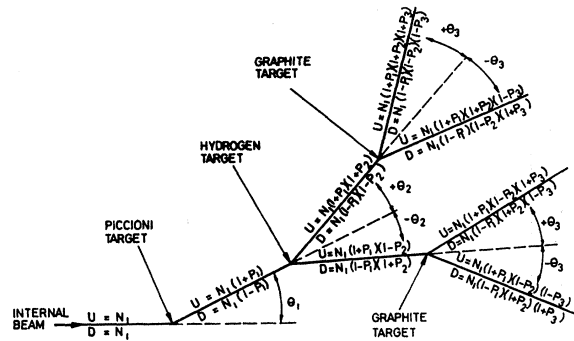 GRAPHITE
TARGET
U = N₁(1+P₁)(1+P₂)(1+P₃)
D = N₁(1−P₁)(1−P₂)(1−P₃)
+θ₃
−θ₃
U = N₁(1+P₁)(1+P₂)(1−P₃)
D = N₁(1−P₁)(1−P₂)(1+P₃)
HYDROGEN
TARGET
U = N₁(1+P₁)(1+P₂)
D = N₁(1−P₁)(1−P₂)
+θ₂
−θ₂
PICCIONI
TARGET
U=N₁(1+P₁)(1−P₂)(1+P₃)
D=N₁(1−P₁)(1+P₂)(1−P₃)
+θ₃
−θ₃
U=N₁(1+P₁)(1−P₂)
D=N₁(1−P₁)(1+P₂)
U=N₁(1+P₁)(1−P₂)(1−P₃)
D=N₁(1−P₁)(1+P₂)(1+P₃)
U = N₁(1+P₁)
D = N₁(1−P₁)
θ₁
GRAPHITE
TARGET
INTERNAL
BEAM
U = N₁
D = N₁